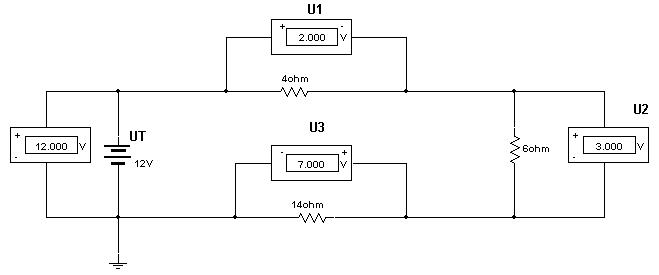 U1
+ -
2.000 V
4ohm
U2
UT
12V
+
-
12.000 V
U3
- +
7.000 V
14ohm
6ohm
+
-
3.000 V